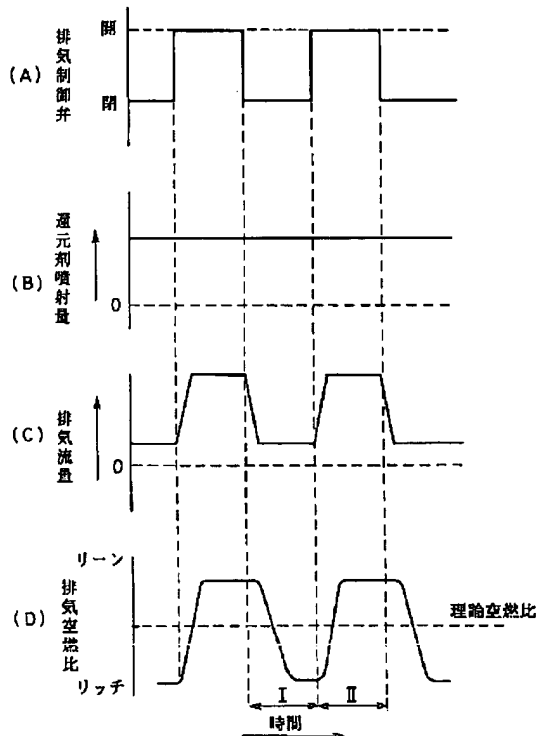 (A)
排気制御弁
開
閉
(B)
還元剤噴射量
0
(C)
排気流量
0
(D)
排気空燃比
リーン
理論空燃比
リッチ
I
II
時間